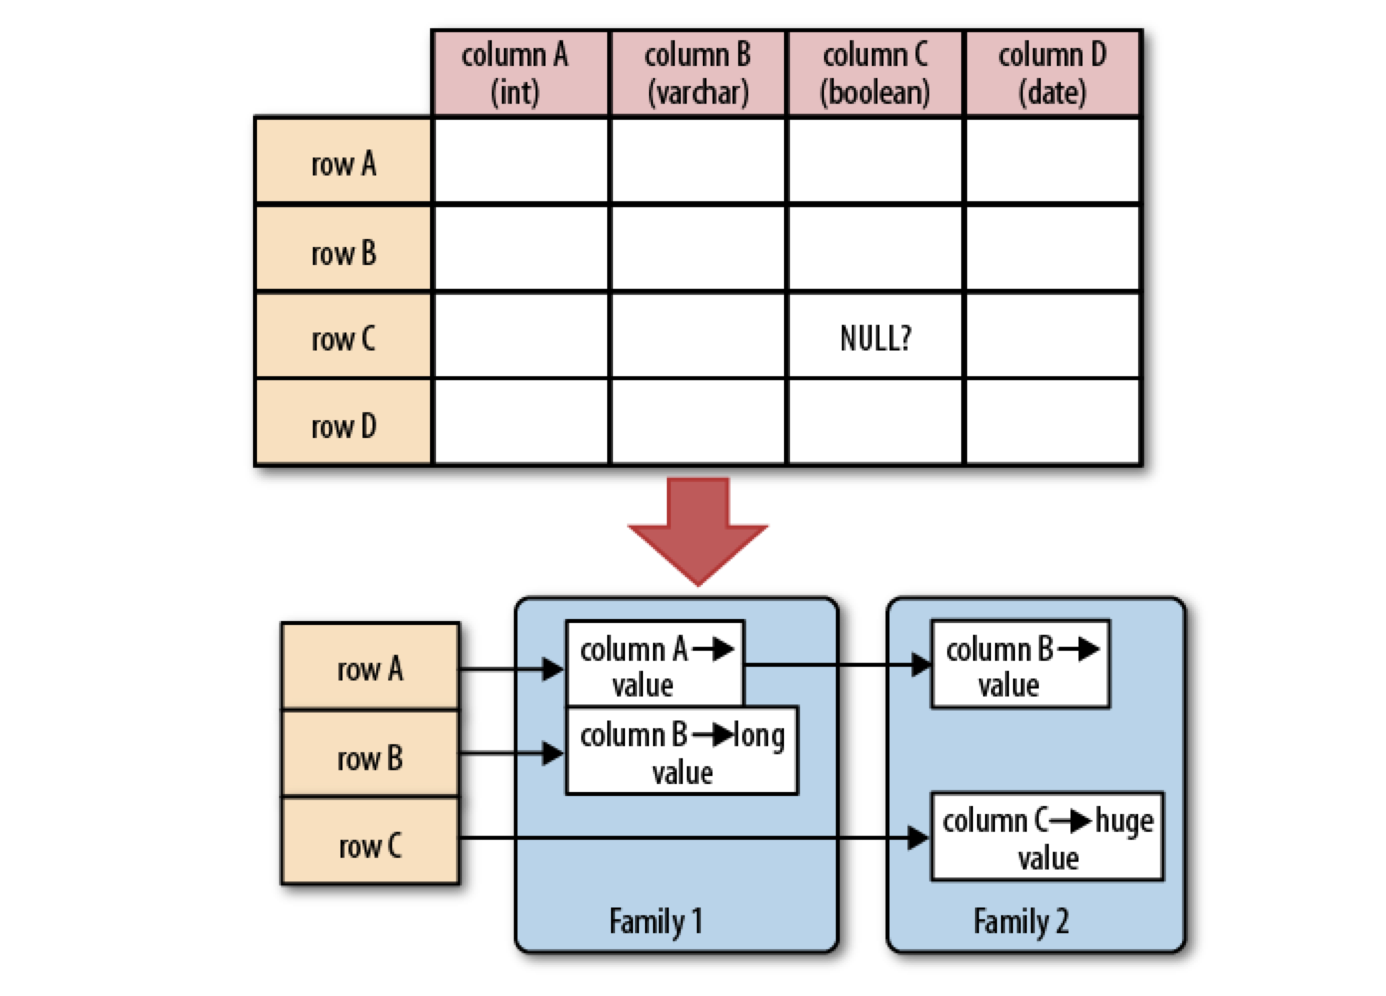 column A
(int)
column B
(varchar)
column C
(boolean)
column D
(date)
row A
row B
row C
NULL?
row D
row A
column A→
value
column B→
value
row B
column B→long
value
row C
column C→huge
value
Family 1
Family 2